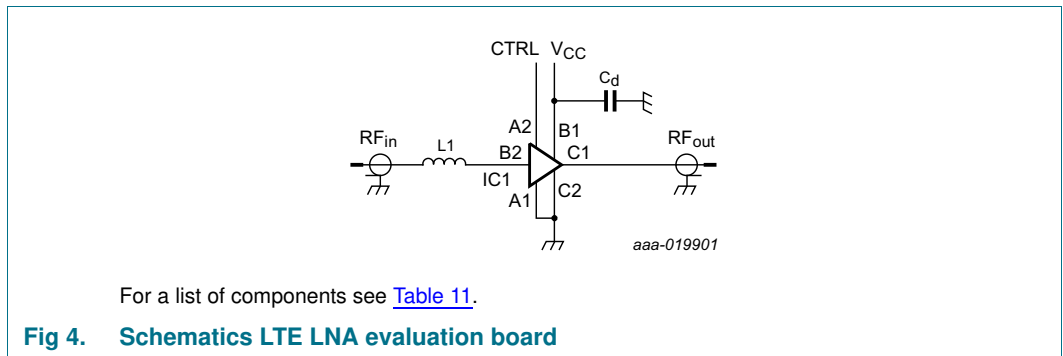 CTRL VCC
Cd
A2 B1
RFin L1 B2 C1 RFout
IC1
A1 C2
aaa-019901
For a list of components see Table 11.
Fig 4. Schematics LTE LNA evaluation board